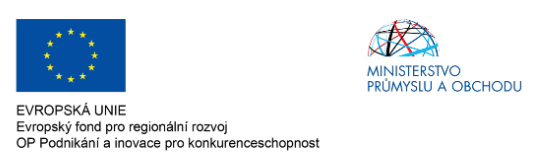 EVROPSKÁ UNIE
Evropský fond pro regionální rozvoj
OP Podnikání a inovace pro konkurenceschopnost
MINISTERSTVO
PRŮMYSLU A OBCHODU